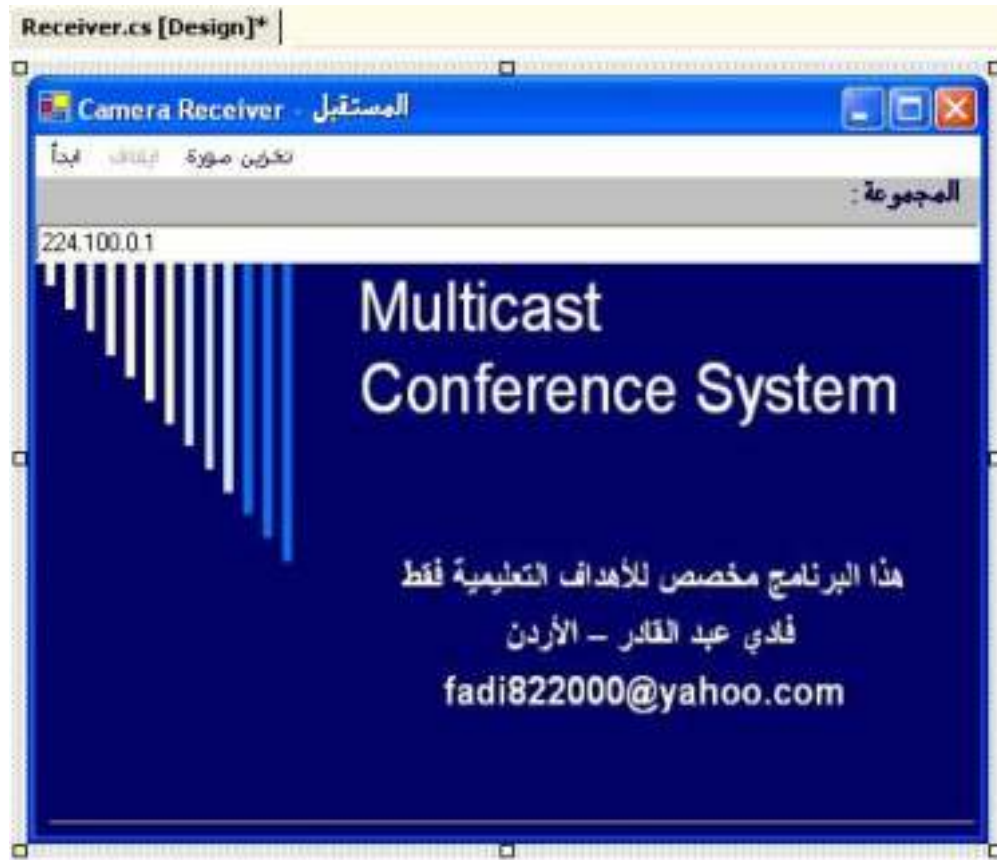 Receiver.cs [Design]*
Camera Receiver - المستقبل
ابدأ إيقاف تخزين صورة
المجموعة :
224.100.0.1
Multicast
Conference System
هذا البرنامج مخصص للأهداف التعليمية فقط
فادي عبد القادر – الأردن
fadi822000@yahoo.com